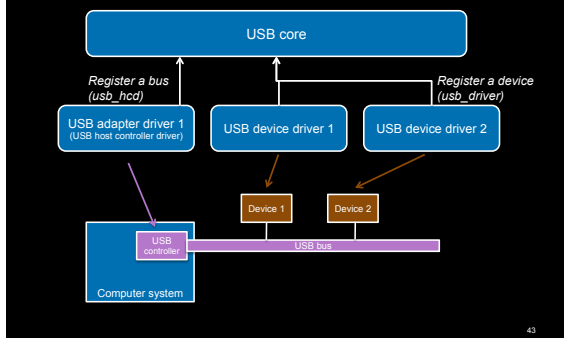 USB core
Register a bus
(usb_hcd)
Register a device
(usb_driver)
USB adapter driver 1
(USB host controller driver)
USB device driver 1
USB device driver 2
Device 1
Device 2
USB
controller
USB bus
Computer system
43